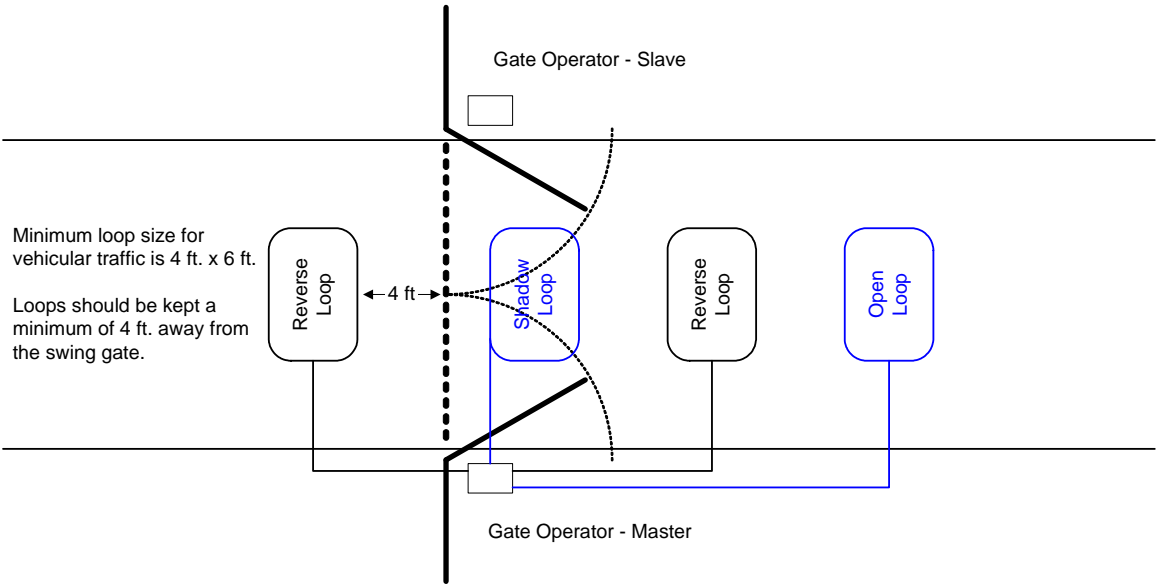 Gate Operator - Slave
Minimum loop size for
vehicular traffic is 4 ft. x 6 ft.
Loops should be kept a
minimum of 4 ft. away from
the swing gate.
Reverse
Loop
4 ft
Shadow
Loop
Reverse
Loop
Open
Loop
Gate Operator - Master